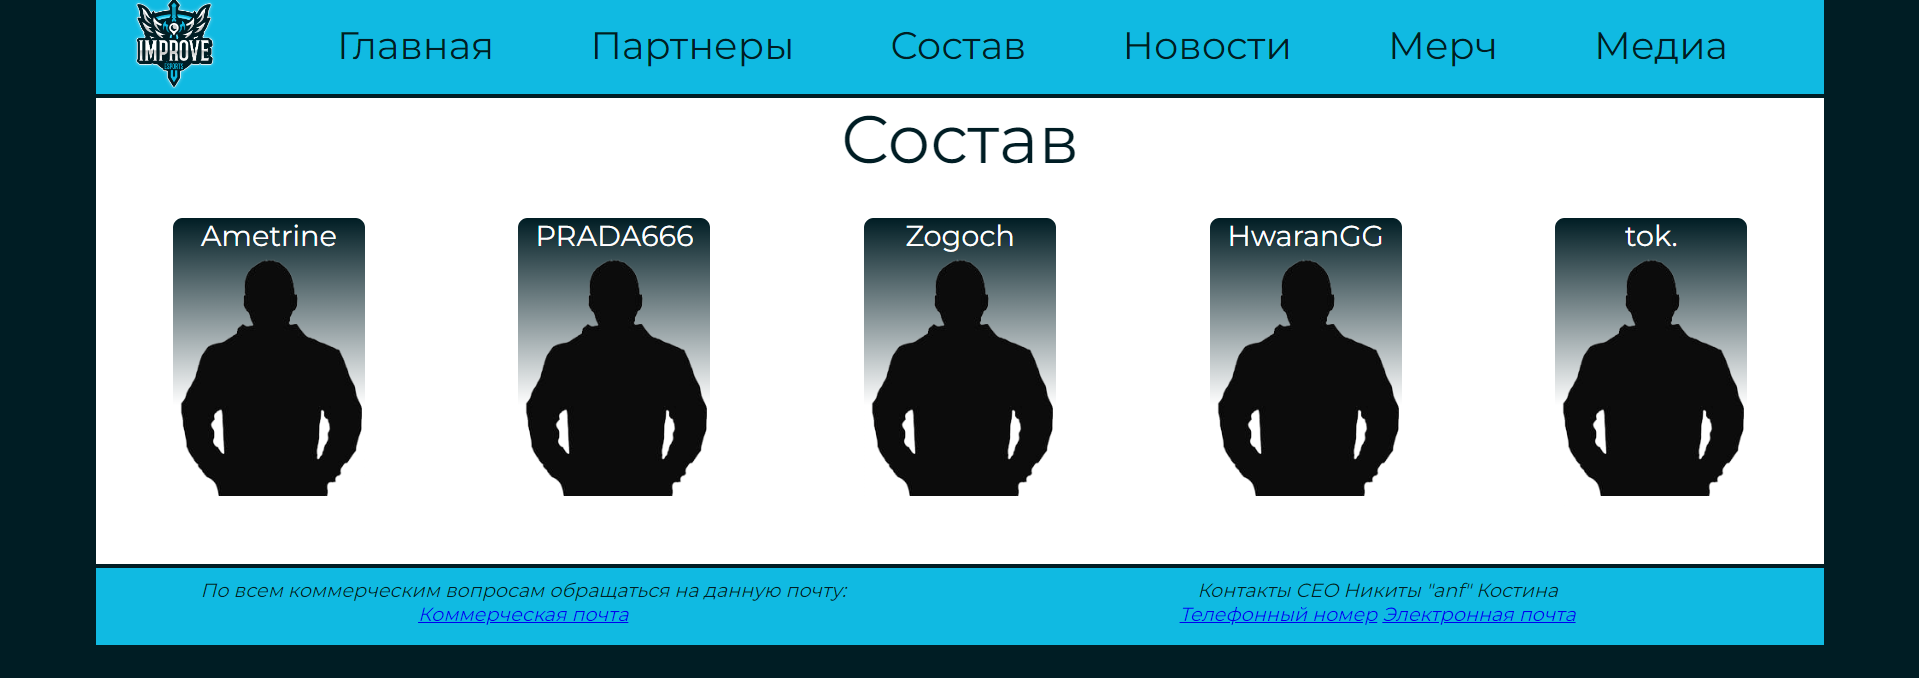 IMPROVE
ESPORTS
Главная Партнеры Состав Новости Мерч Медиа
Состав
Ametrine PRADA666 Zogoch HwaranGG tok.
По всем коммерческим вопросам обращаться на данную почту:
Коммерческая почта
Контакты CEO Никиты "anf" Костина
Телефонный номер Электронная почта